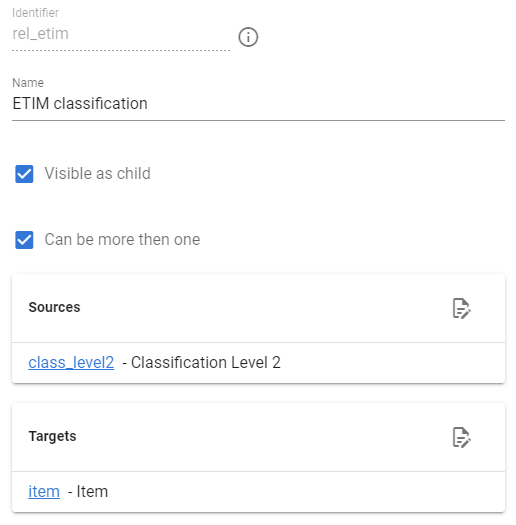 Identifier
rel_etim
Name
ETIM classification
Visible as child
Can be more then one
Sources
class_level2 - Classification Level 2
Targets
item - Item